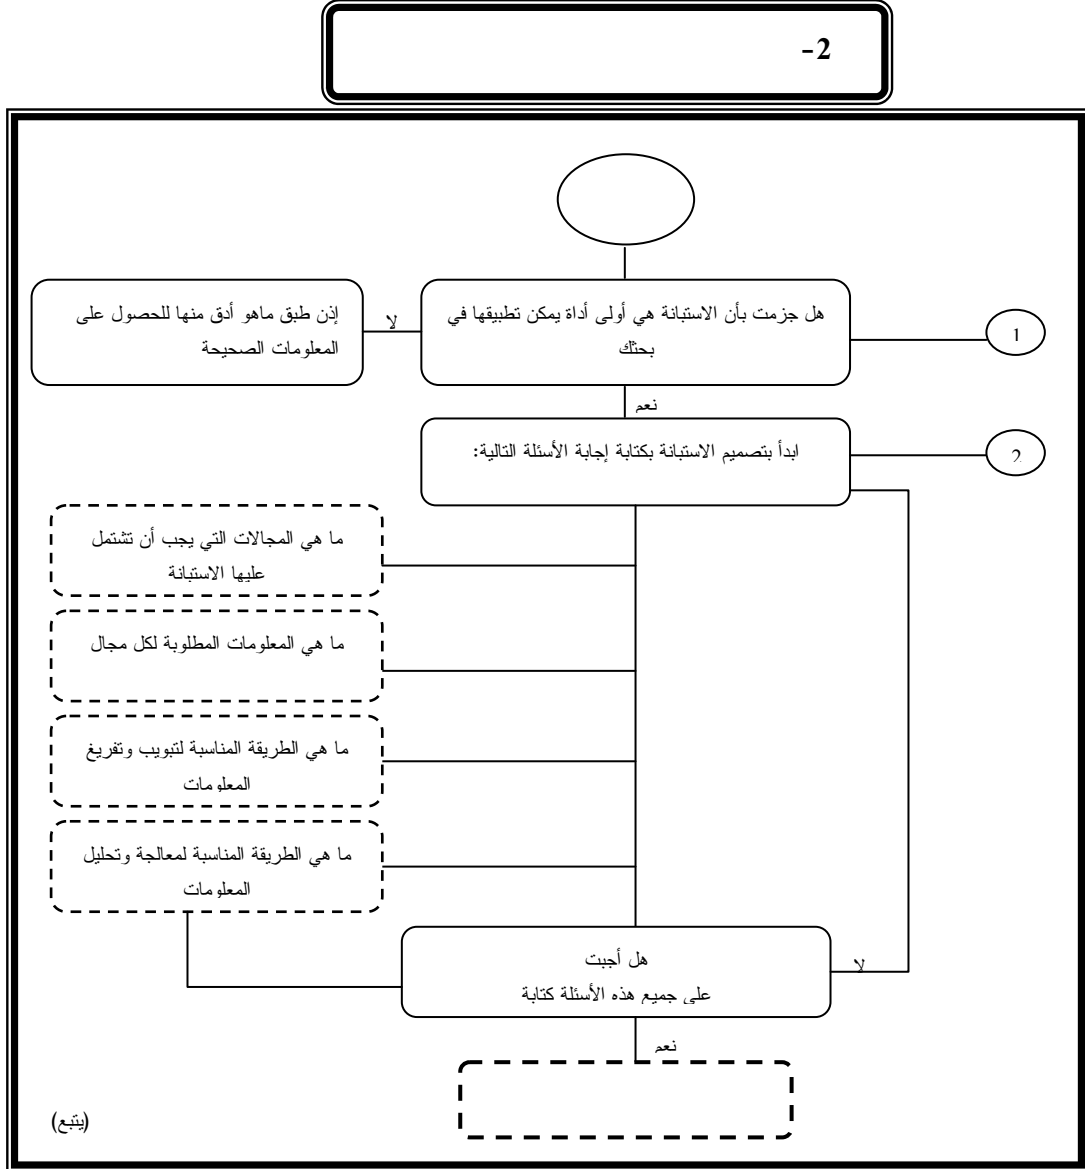 2-
هل جزمت بأن الاستبانة هي أولى أداة يمكن تطبيقها في
بحثك
1
لا
إذن طبق ماهو أدق منها للحصول على
المعلومات الصحيحة
نعم
ابدأ بتصميم الاستبانة بكتابة إجابة الأسئلة التالية:
2
ما هي المجالات التي يجب أن تشتمل
عليها الاستبانة
ما هي المعلومات المطلوبة لكل مجال
ما هي الطريقة المناسبة لتبويب وتفريغ
المعلومات
ما هي الطريقة المناسبة لمعالجة وتحليل
المعلومات
هل أجبت
على جميع هذه الأسئلة كتابة
لا
نعم
(يتبع)